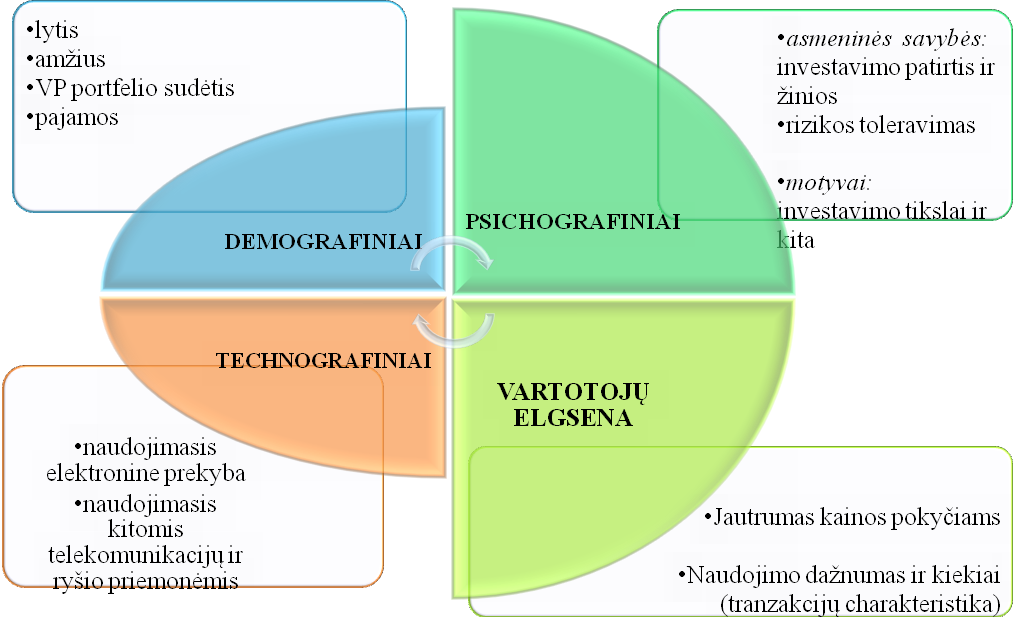 •lytis
•amžius
•VP portfelio sudėtis
•pajamos
DEMOGRAFINIAI
•asmeninės savybės:
investavimo patirtis ir
žinios
•rizikos toleravimas
•motyvai:
investavimo tikslai ir
kita
PSICHOGRAFINIAI
TECHNOGRAFINIAI
•naudojimasis
elektronine prekyba
•naudojimasis
kitomis
telekomunikacijų ir
ryšio priemonėmis
VARTOTOJŲ
ELGSENA
•Jautrumas kainos pokyčiams
•Naudojimo dažnumas ir kiekiai
(tranzakcijų charakteristika)